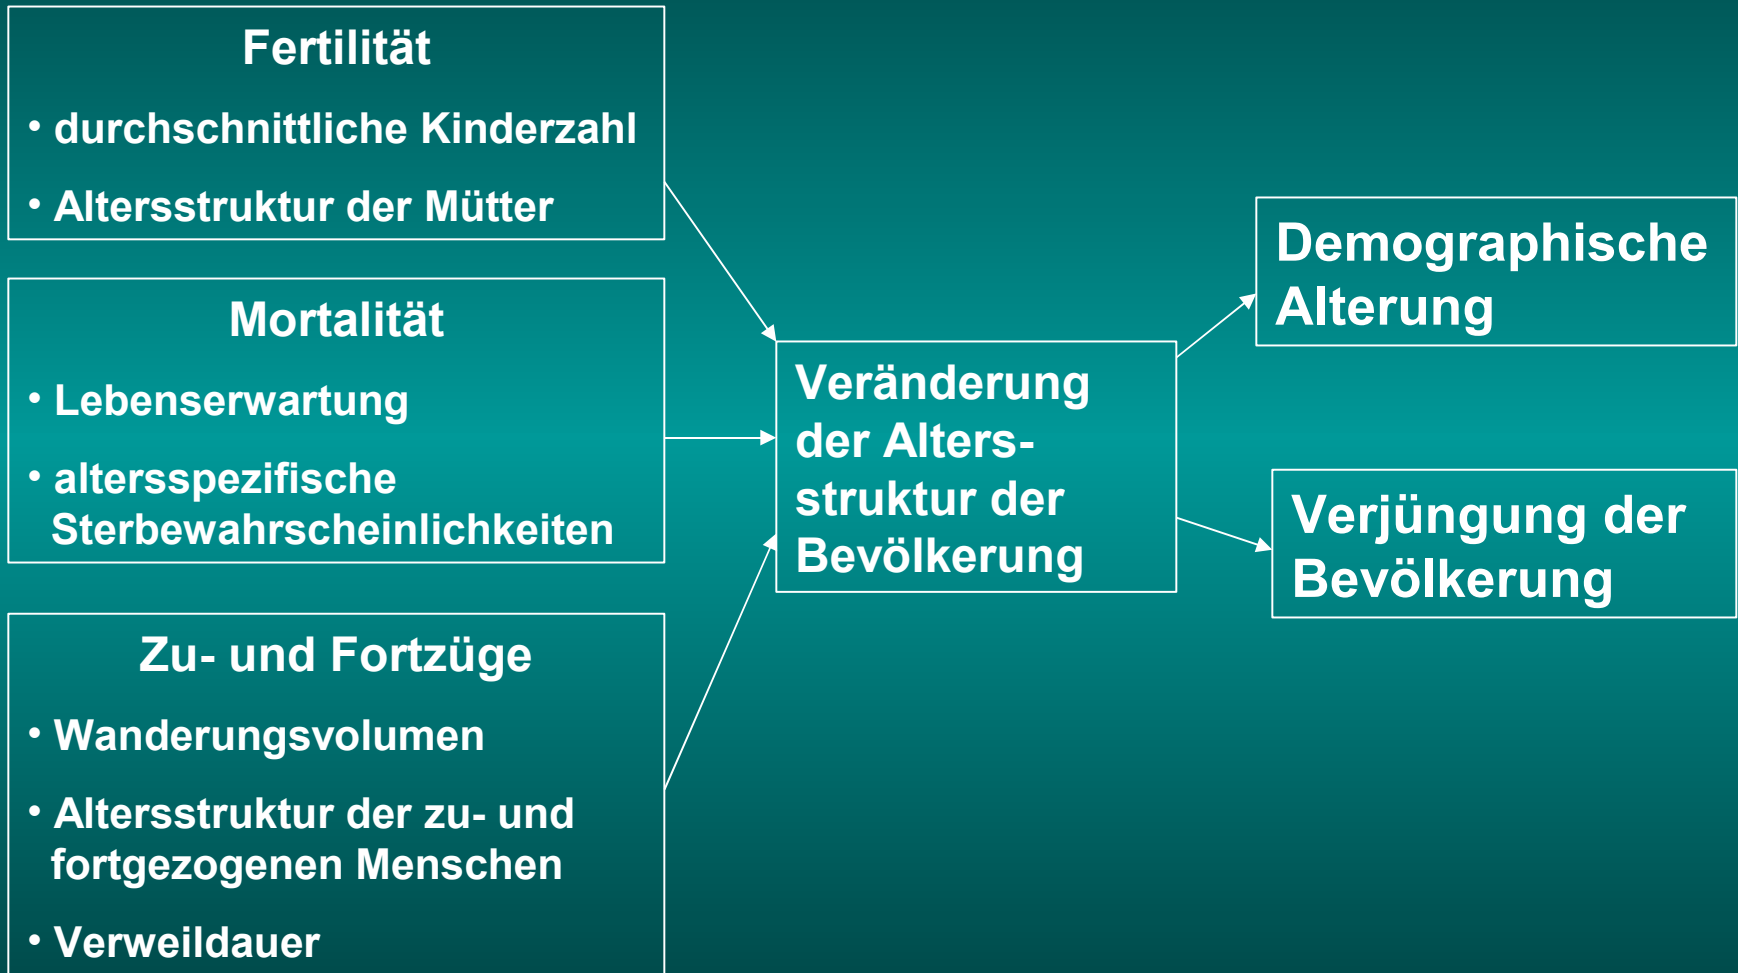 Fertilität
• durchschnittliche Kinderzahl
• Altersstruktur der Mütter
Mortalität
• Lebenserwartung
• altersspezifische
Sterbewahrscheinlichkeiten
Zu- und Fortzüge
• Wanderungsvolumen
• Altersstruktur der zu- und
fortgezogenen Menschen
• Verweildauer
Veränderung
der Alters-
struktur der
Bevölkerung
Demographische
Alterung
Verjüngung der
Bevölkerung